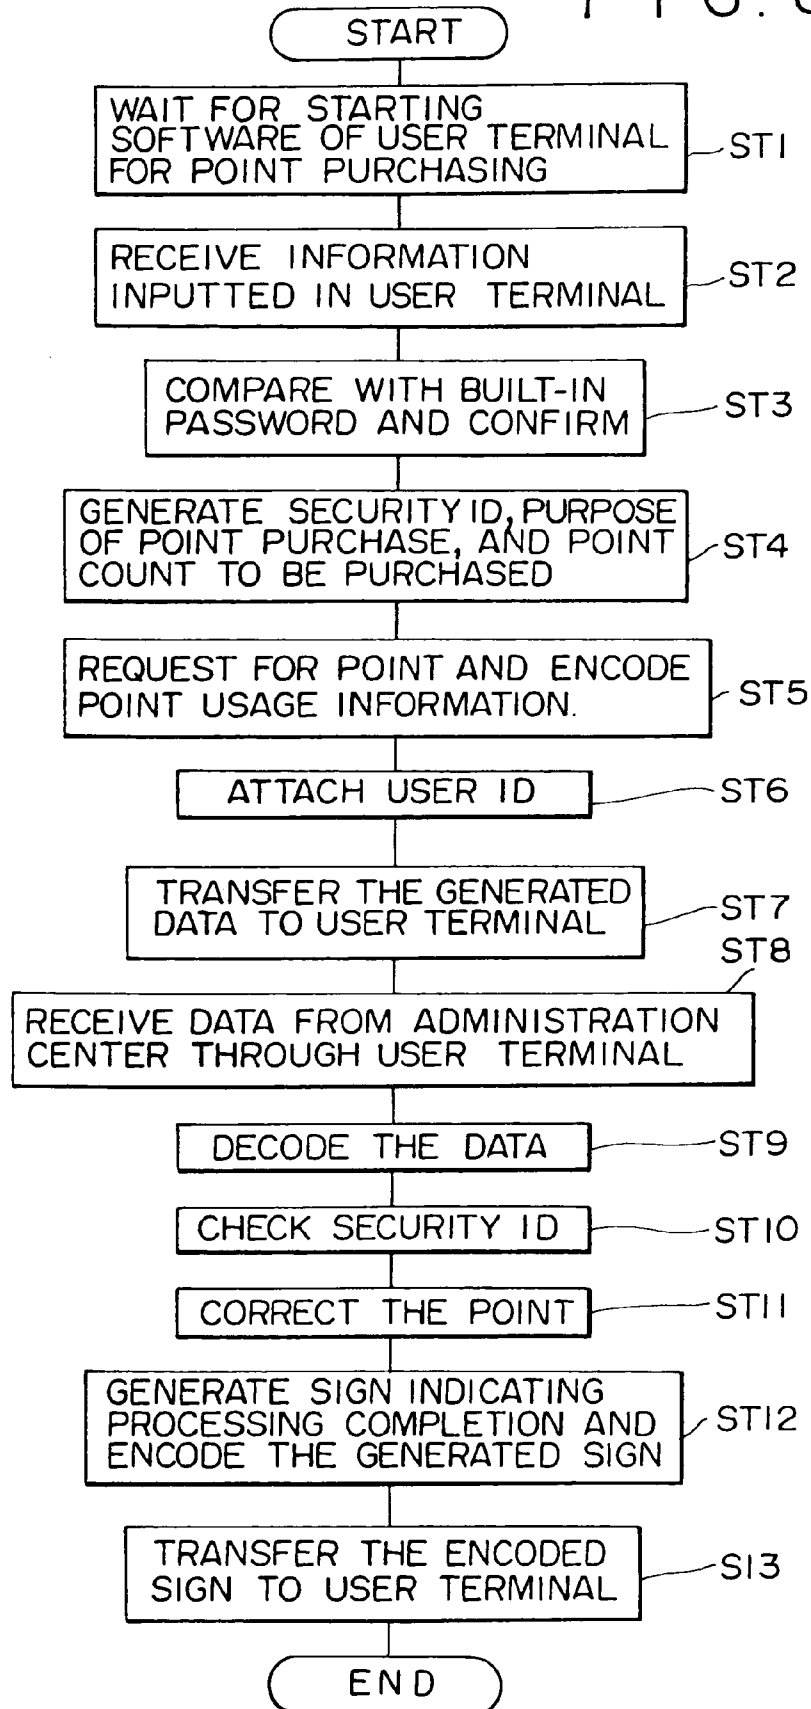 FIG.
START
WAIT FOR STARTING
SOFTWARE OF USER TERMINAL
FOR POINT PURCHASING
ST1
RECEIVE INFORMATION
INPUTTED IN USER TERMINAL
ST2
COMPARE WITH BUILT-IN
PASSWORD AND CONFIRM
ST3
GENERATE SECURITY ID, PURPOSE
OF POINT PURCHASE, AND POINT
COUNT TO BE PURCHASED
ST4
REQUEST FOR POINT AND ENCODE
POINT USAGE INFORMATION.
ST5
ATTACH USER ID
ST6
TRANSFER THE GENERATED
DATA TO USER TERMINAL
ST7
ST8
RECEIVE DATA FROM ADMINISTRATION
CENTER THROUGH USER TERMINAL
DECODE THE DATA
ST9
CHECK SECURITY ID
ST10
CORRECT THE POINT
ST11
GENERATE SIGN INDICATING
PROCESSING COMPLETION AND
ENCODE THE GENERATED SIGN
ST12
TRANSFER THE ENCODED
SIGN TO USER TERMINAL
S13
END